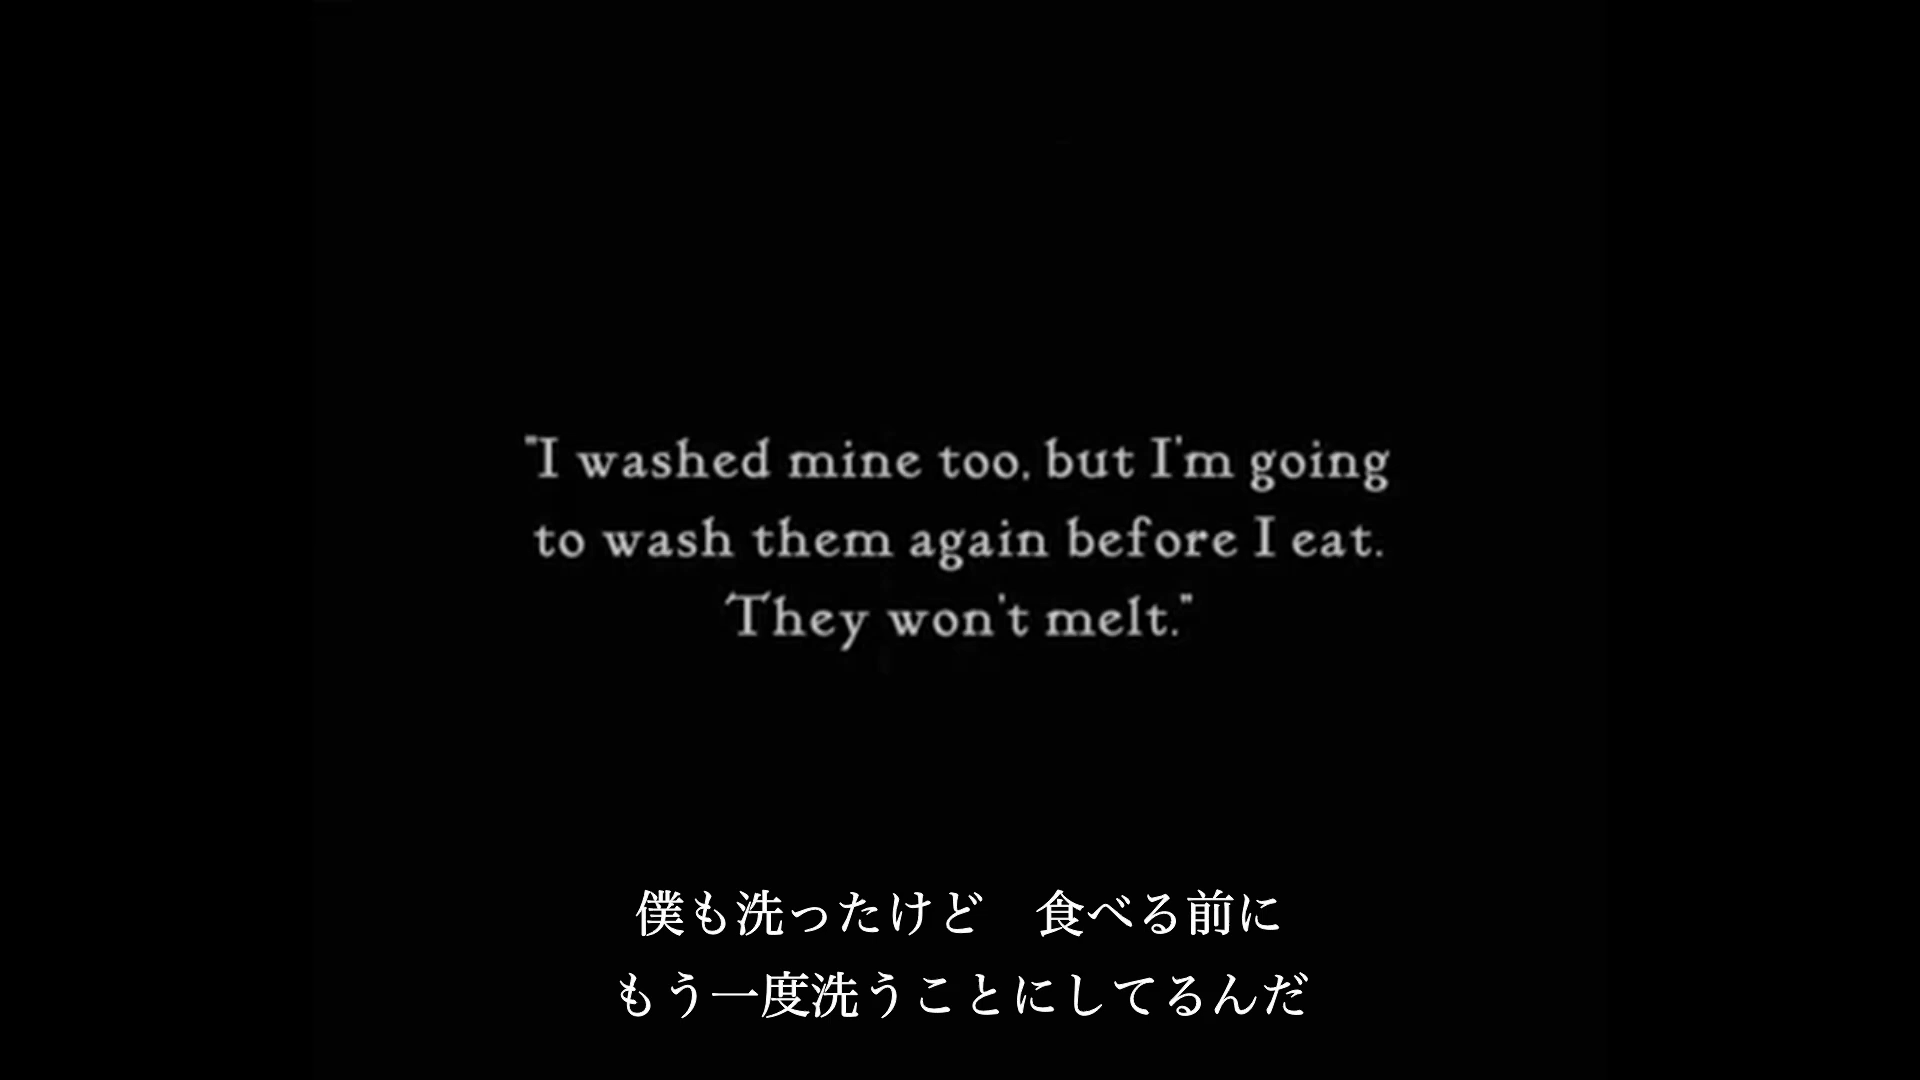 "I washed mine too, but I'm going
to wash them again before I eat.
They won't melt."
僕も洗ったけど　食べる前に
もう一度洗うことにしてるんだ